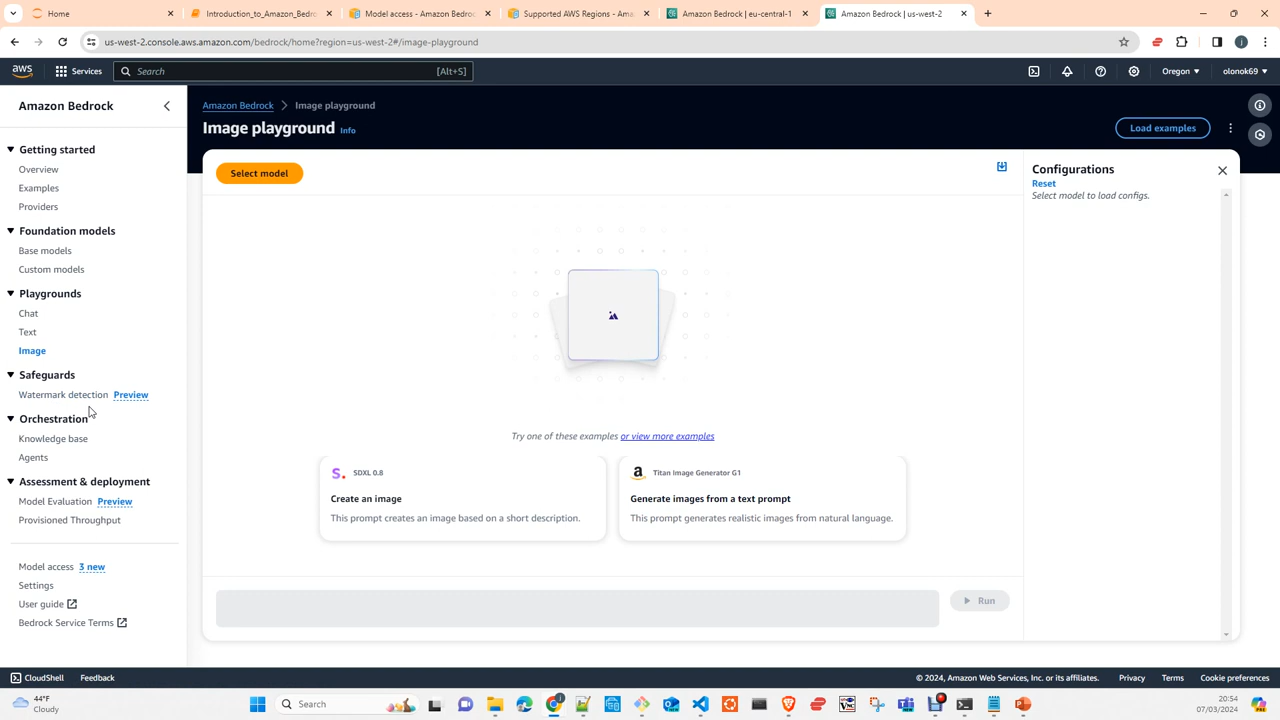 Home
Introduction_to_Amazon_Bedr
Model access - Amazon Bedroc
Supported AWS Regions - Amaz
Amazon Bedrock | eu-central-1
Amazon Bedrock | us-west-2
us-west-2.console.aws.amazon.com/bedrock/home?region=us-west-2#/image-playground
aws
Services
Search
[Alt+S]
Oregon
olonok69
Amazon Bedrock
Getting started
Overview
Examples
Providers
Foundation models
Base models
Custom models
Playgrounds
Chat
Text
Image
Safeguards
Watermark detection Preview
Orchestration
Knowledge base
Agents
Assessment & deployment
Model Evaluation Preview
Provisioned Throughput
Model access 3 new
Settings
User guide
Bedrock Service Terms
Amazon Bedrock > Image playground
Image playground Info
Load examples
Select model
Try one of these examples or view more examples
S. SDXL 0.8
Create an image
This prompt creates an image based on a short description.
a Titan Image Generator G1
Generate images from a text prompt
This prompt generates realistic images from natural language.
Run
Configurations
Reset
Select model to load configs.
CloudShell
Feedback
© 2024, Amazon Web Services, Inc. or its affiliates.
Privacy
Terms
Cookie preferences
44°F
Cloudy
Search
20:54
07/03/2024